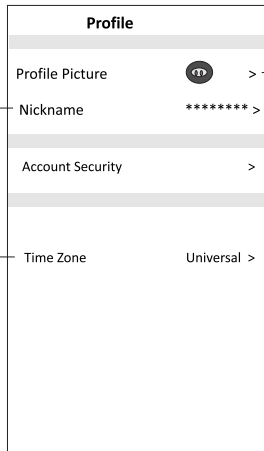 Profile
Profile Picture >
Nickname ******** >
Account Security >
Time Zone Universal >